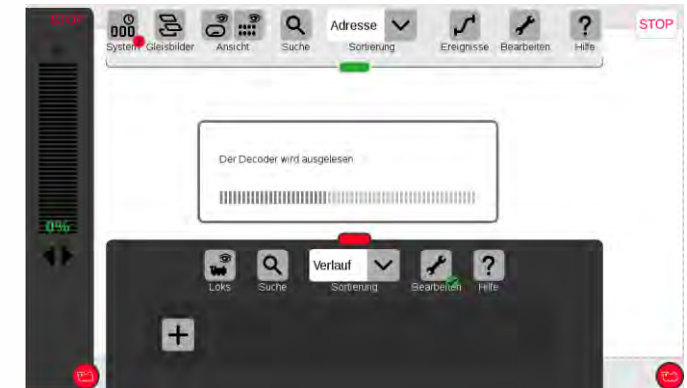 STOP
Adresse
STOP
System Gleisbilder Ansicht Suche Sortierung Ereignisse Bearbeiten Hilfe
Der Decoder wird ausgelesen
0%
Verlauf
Loks Suche Sortierung Bearbeiten Hilfe